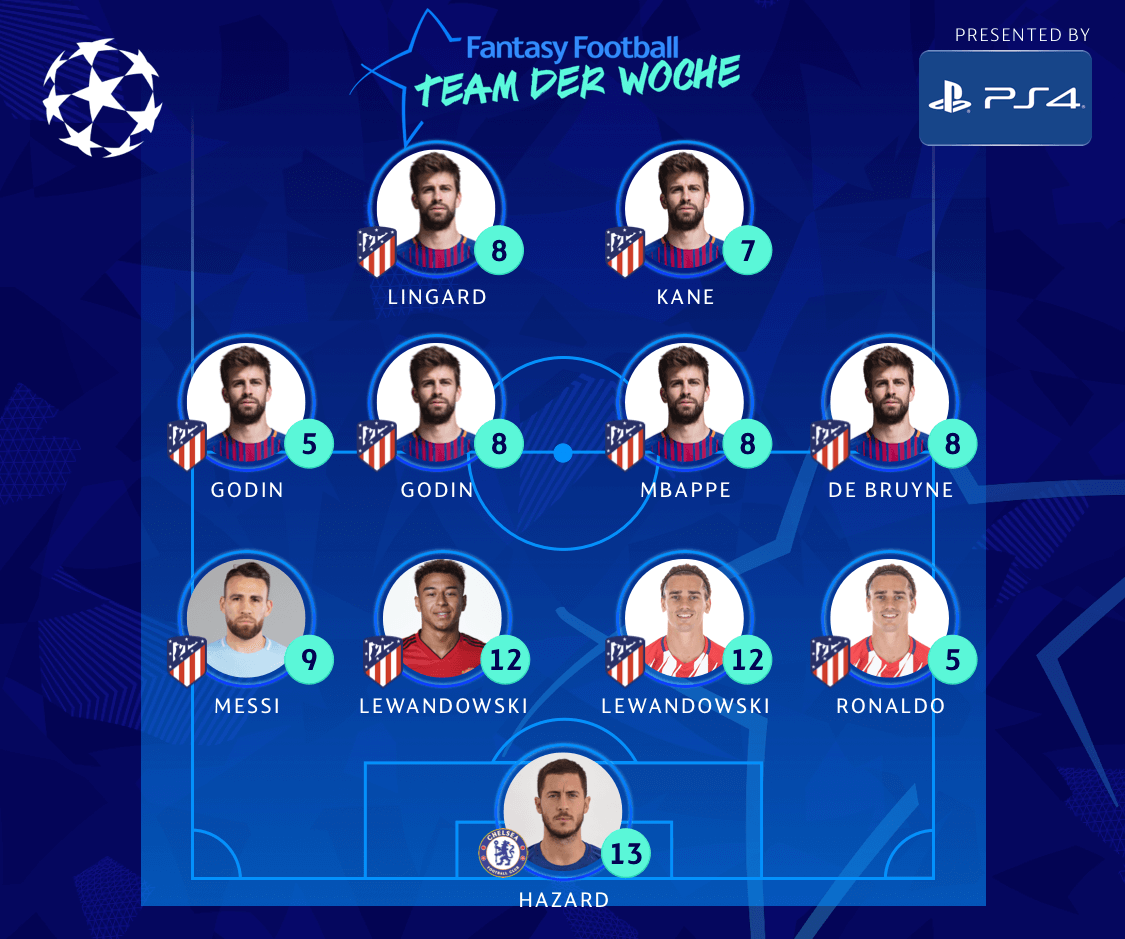 PRESENTED BY
Fantasy Football
TEAM DER WOCHE
PS4
8
7
LINGARD
KANE
5
8
8
8
GODIN
GODIN
MBAPPE
DE BRUYNE
9
12
12
5
MESSI
LEWANDOWSKI
LEWANDOWSKI
RONALDO
CHELSEA
FOOTBALL CLUB
13
HAZARD